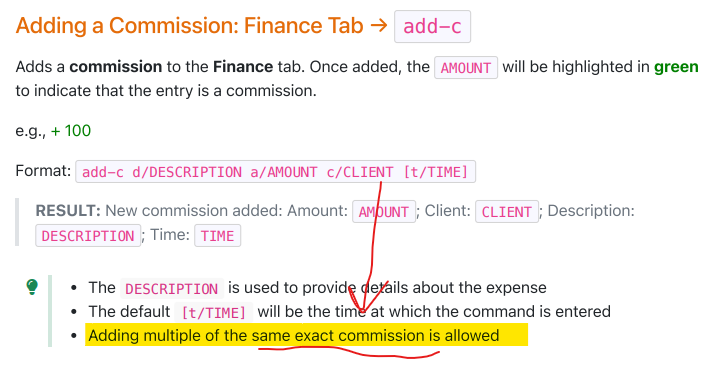 Adding a Commission: Finance Tab → add-c
Adds a commission to the Finance tab. Once added, the AMOUNT will be highlighted in green
to indicate that the entry is a commission.
e.g., + 100
Format: add-c d/DESCRIPTION a/AMOUNT c/CLIENT [t/TIME]
RESULT: New commission added: Amount: AMOUNT; Client: CLIENT; Description:
DESCRIPTION; Time: TIME
• The DESCRIPTION is used to provide details about the expense
• The default [t/TIME] will be the time at which the command is entered
• Adding multiple of the same exact commission is allowed